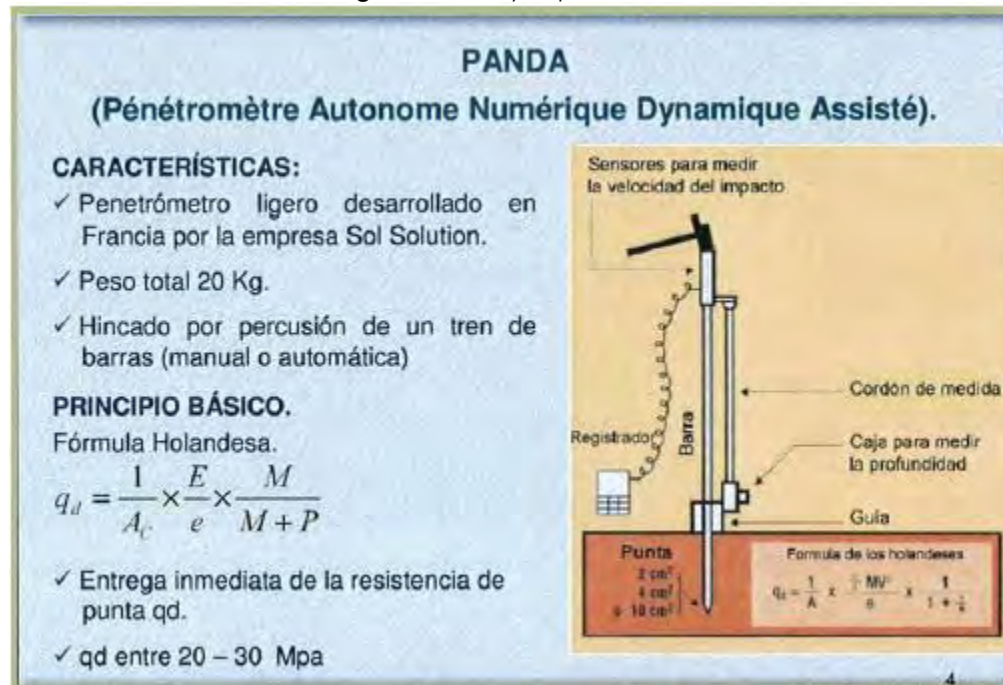 PANDA
(Pénétromètre Autonome Numérique Dynamique Assisté).
CARACTERÍSTICAS:
✓ Penetrómetro ligero desarrollado en
Francia por la empresa Sol Solution.
✓ Peso total 20 Kg.
✓ Hincado por percusión de un tren de
barras (manual o automática)
PRINCIPIO BÁSICO.
Fórmula Holandesa.
q_d = 1/A_c × E/e × M/(M + P)
✓ Entrega inmediata de la resistencia de
punta qd.
✓ qd entre 20 – 30 Mpa
Sensores para medir
la velocidad del impacto
Cordón de medida
Registrador
Barra
Caja para medir
la profundidad
Guía
Punta
2 cm²
4 cm²
10 cm²
Formula de los holandeses
4